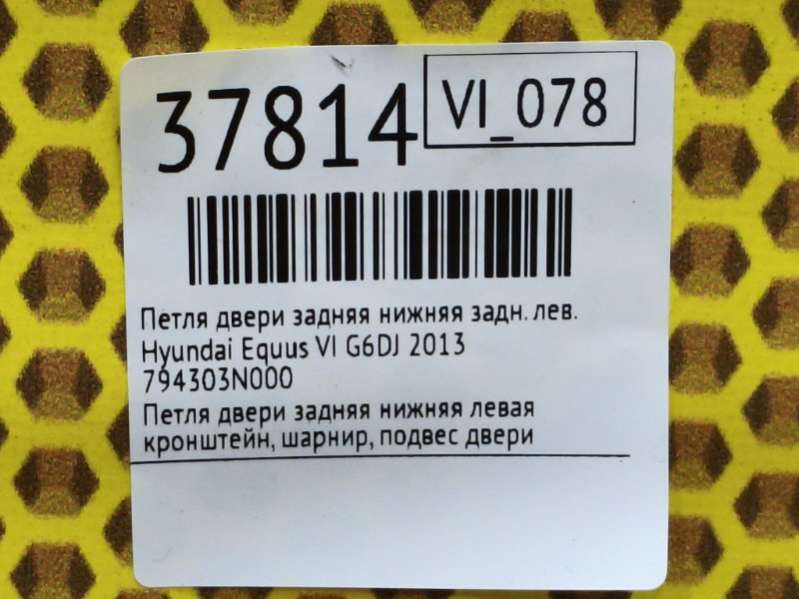 37814
VI_078
Петля двери задняя нижняя задн. лев.
Hyundai Equus VI G6DJ 2013
794303N000
Петля двери задняя нижняя левая
кронштейн, шарнир, подвес двери